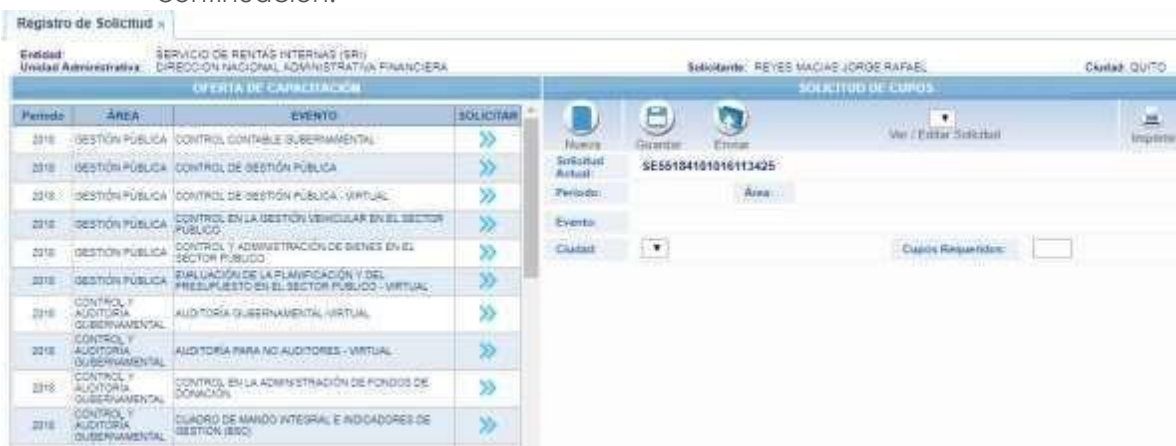 continuación:
Registro de Solicitud »
Entidad: SERVICIO DE RENTAS INTERNAS (SRI)
Unidad Administrativa: DIRECCION NACIONAL ADMINISTRATIVA FINANCIERA
Solicitante: REYES MACIAS JORGE RAFAEL
Ciudad: QUITO
OFERTA DE CAPACITACIÓN
Periodo ÁREA EVENTO SOLICITAR
2018 GESTIÓN PÚBLICA CONTROL CONTABLE GUBERNAMENTAL
2018 GESTIÓN PÚBLICA CONTROL DE GESTIÓN PÚBLICA
2018 GESTIÓN PÚBLICA CONTROL DE GESTIÓN PÚBLICA - VIRTUAL
2018 GESTIÓN PÚBLICA CONTROL EN LA GESTIÓN VEHICULAR EN EL SECTOR
PÚBLICO
2018 GESTIÓN PÚBLICA CONTROL Y ADMINISTRACIÓN DE BIENES EN EL
SECTOR PÚBLICO
2018 GESTIÓN PÚBLICA EVALUACIÓN DE LA PLANIFICACIÓN Y DEL
PRESUPUESTO EN EL SECTOR PÚBLICO - VIRTUAL
CONTROL Y
2018 AUDITORÍA AUDITORÍA GUBERNAMENTAL -VIRTUAL
GUBERNAMENTAL
CONTROL Y
2018 AUDITORÍA AUDITORÍA PARA NO AUDITORES - VIRTUAL
GUBERNAMENTAL
CONTROL Y
2018 AUDITORÍA CONTROL EN LA ADMINISTRACIÓN DE FONDOS DE
GUBERNAMENTAL DONACIÓN
CONTROL Y
2018 AUDITORÍA CUADRO DE MANDO INTEGRAL E INDICADORES DE
GUBERNAMENTAL GESTIÓN (BSC)
SOLICITUD DE CUPOS
Nueva Guardar Enviar Ver / Editar Solicitud Imprimir
Solicitud
Actual: SE55184101016113425
Periodo: Área:
Evento:
Ciudad: Cupos Requeridos: